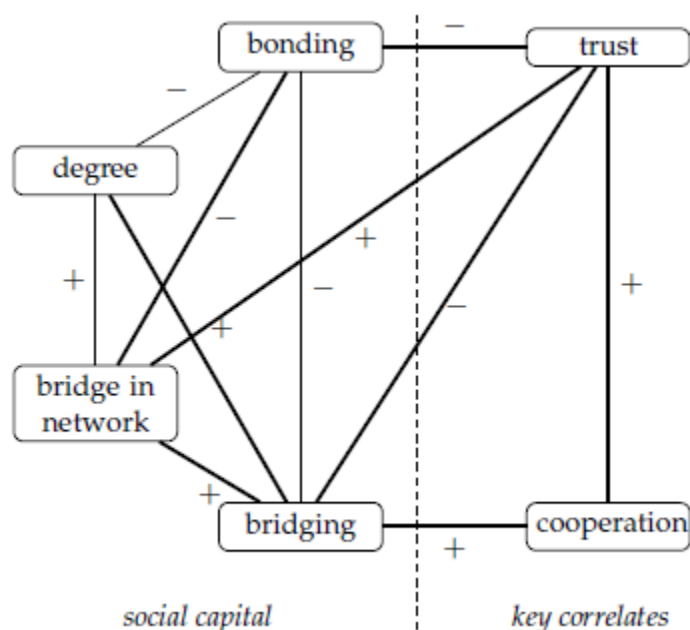 bonding
−
trust
−
degree
−
+
+
−
−
+
+
bridge in
network
+
bridging
+
cooperation
social capital
key correlates